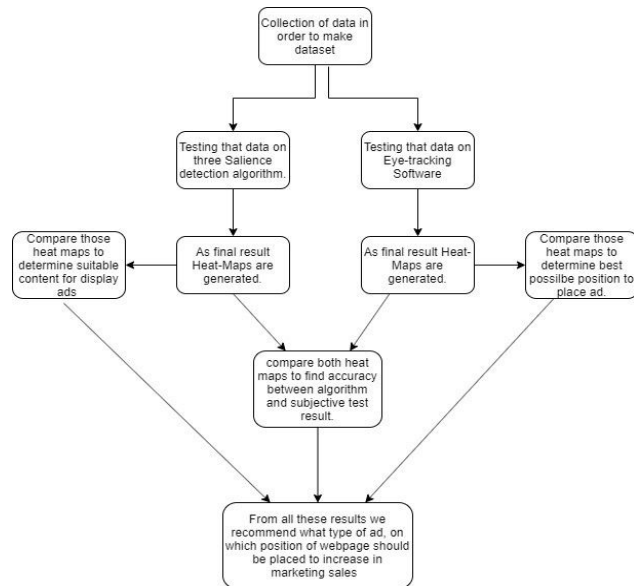 Collection of data in
order to make
dataset
Testing that data on
three Salience
detection algorithm.
Testing that data on
Eye-tracking
Software
Compare those
heat maps to
determine suitable
content for display
ads
As final result
Heat-Maps are
generated.
As final result Heat-
Maps are
generated.
Compare those
heat maps to
determine best
possilbe position to
place ad.
compare both heat
maps to find accuracy
between algorithm
and subjective test
result.
From all these results we
recommend what type of ad, on
which position of webpage should
be placed to increase in
marketing sales